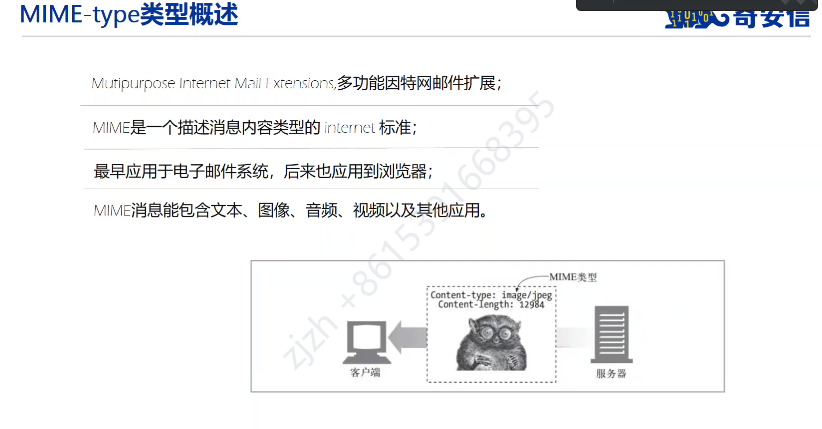 MIME-type类型概述
奇安信
Mutipurpose Internet Mail Extensions,多功能因特网邮件扩展；
MIME是一个描述消息内容类型的 internet 标准；
最早应用于电子邮件系统，后来也应用到浏览器；
MIME消息能包含文本、图像、音频、视频以及其他应用。
zjzh +8615391668395
MIME类型
Content-type: image/jpeg
Content-length: 12984
客户端
服务器